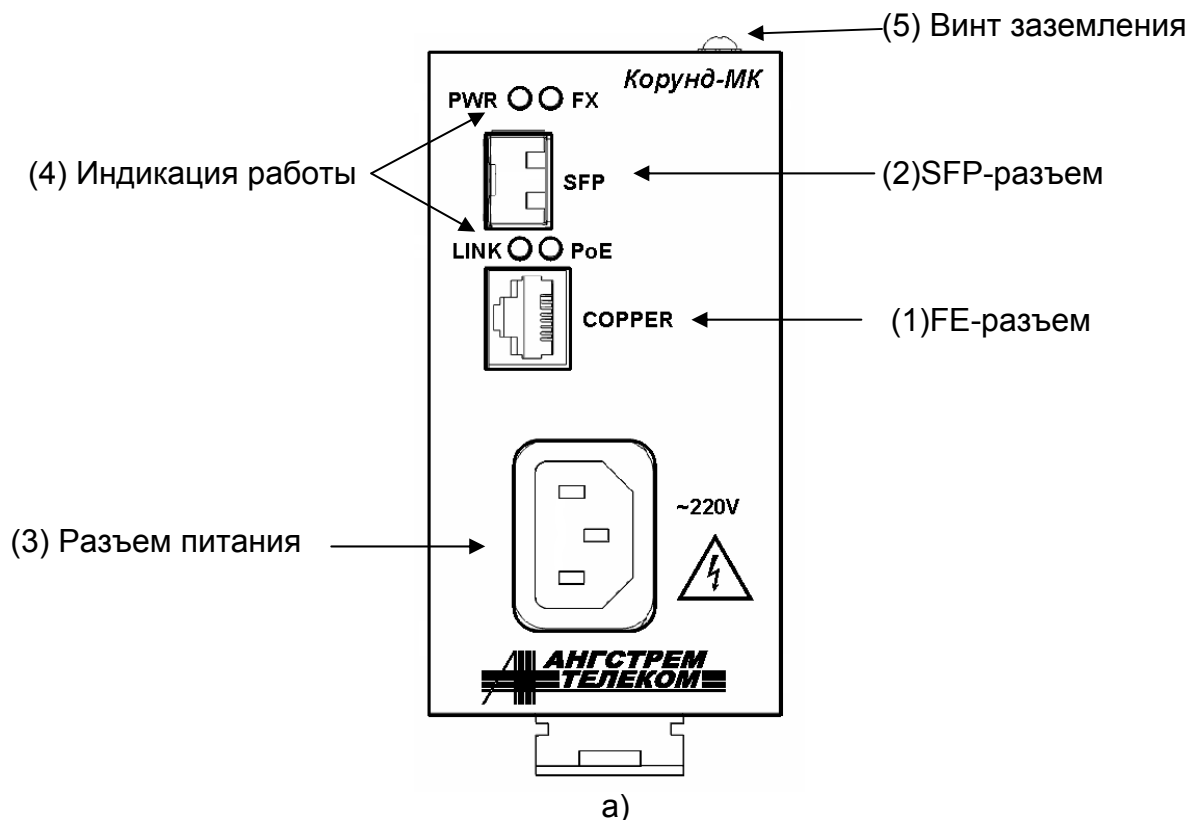 (5) Винт заземления
Корунд-МК
PWR FX
(4) Индикация работы
SFP
(2)SFP-разъем
LINK PoE
COPPER
(1)FE-разъем
~220V
(3) Разъем питания
АНГСТРЕМ
ТЕЛЕКОМ
а)